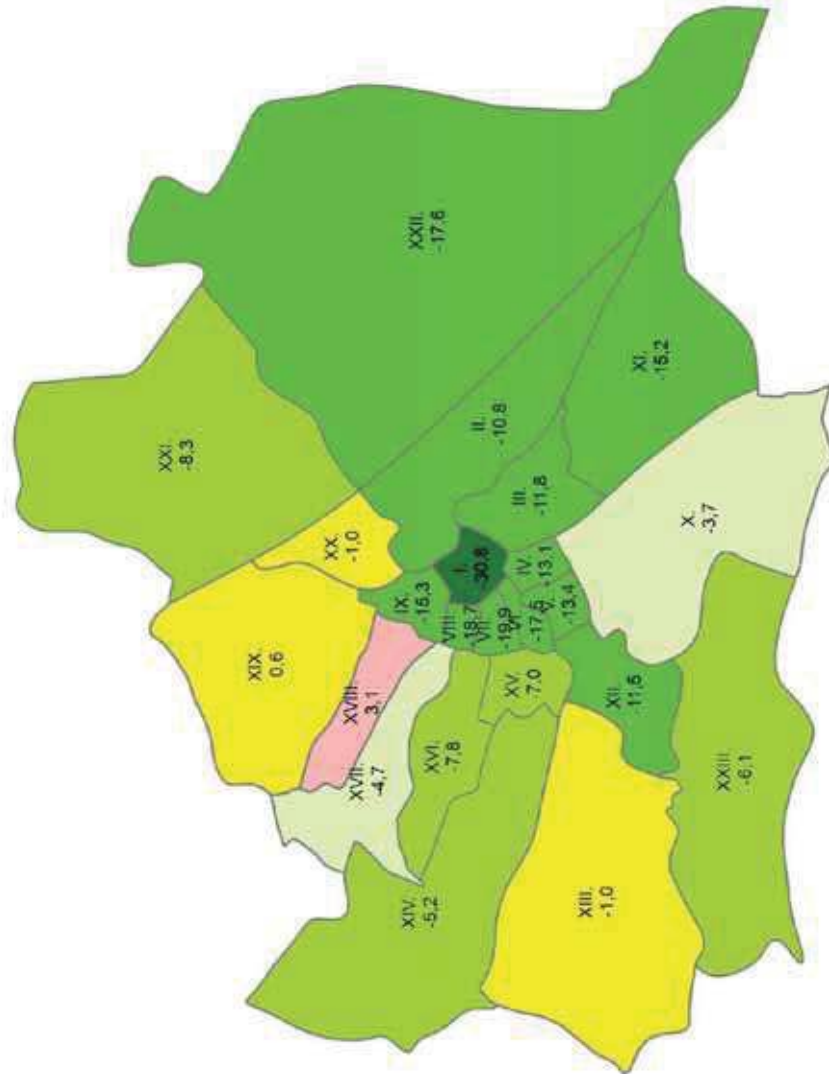 XXI.
-8,3
XIX.
0,6
XX.
-1,0
XVIII.
3,1
XVII.
-4,7
XXII.
-17,6
XIV.
-5,2
XVI.
-7,8
IX.
-15,3
VIII.
-18,7
I.
-30,8
II.
-10,8
VII.
-19,9
XV.
7,0
VI.
-17,5
IV.
-13,1
III.
-11,8
V.
-13,4
XIII.
-1,0
XII.
11,5
XI.
-15,2
X.
-3,7
XXIII.
-6,1